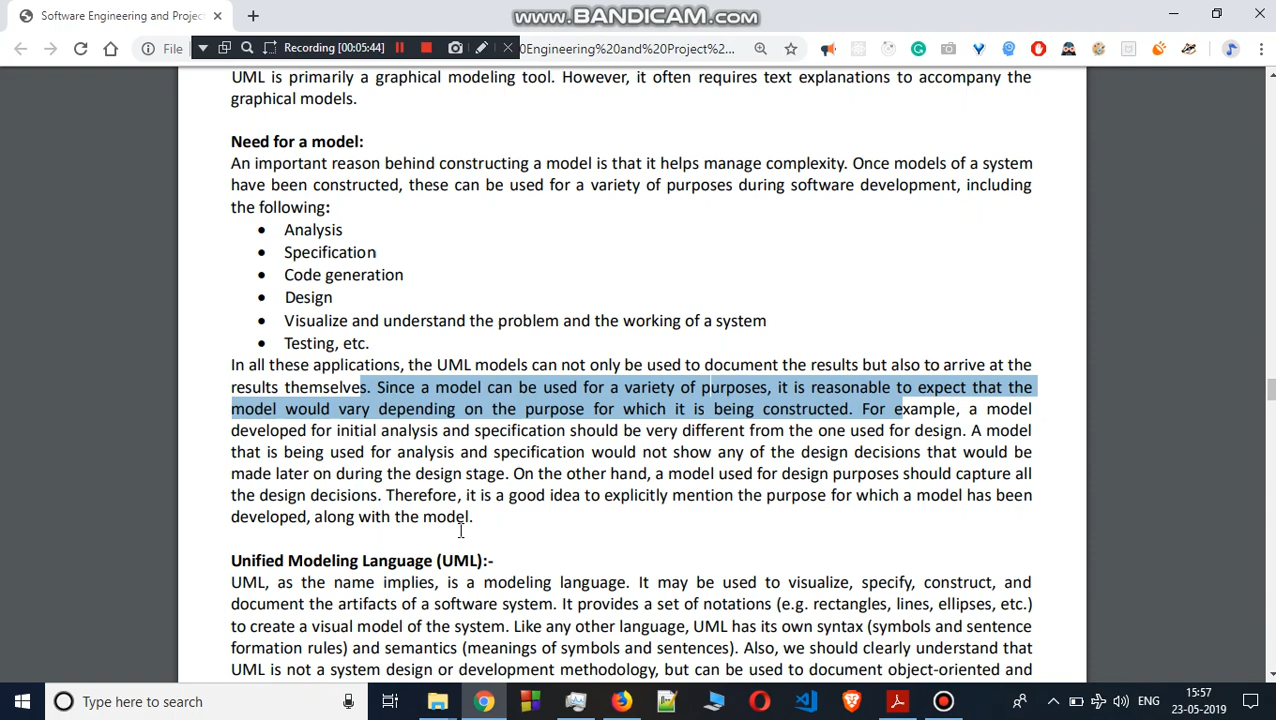 Software Engineering and Project
www.BANDICAM.com
File
Recording [00:05:44]
0Engineering%20and%20Project%2...
UML is primarily a graphical modeling tool. However, it often requires text explanations to accompany the
graphical models.
Need for a model:
An important reason behind constructing a model is that it helps manage complexity. Once models of a system
have been constructed, these can be used for a variety of purposes during software development, including
the following:
• Analysis
• Specification
• Code generation
• Design
• Visualize and understand the problem and the working of a system
• Testing, etc.
In all these applications, the UML models can not only be used to document the results but also to arrive at the
results themselves. Since a model can be used for a variety of purposes, it is reasonable to expect that the
model would vary depending on the purpose for which it is being constructed. For example, a model
developed for initial analysis and specification should be very different from the one used for design. A model
that is being used for analysis and specification would not show any of the design decisions that would be
made later on during the design stage. On the other hand, a model used for design purposes should capture all
the design decisions. Therefore, it is a good idea to explicitly mention the purpose for which a model has been
developed, along with the model.
Unified Modeling Language (UML):-
UML, as the name implies, is a modeling language. It may be used to visualize, specify, construct, and
document the artifacts of a software system. It provides a set of notations (e.g. rectangles, lines, ellipses, etc.)
to create a visual model of the system. Like any other language, UML has its own syntax (symbols and sentence
formation rules) and semantics (meanings of symbols and sentences). Also, we should clearly understand that
UML is not a system design or development methodology, but can be used to document object-oriented and
Type here to search
ENG
15:57
23-05-2019